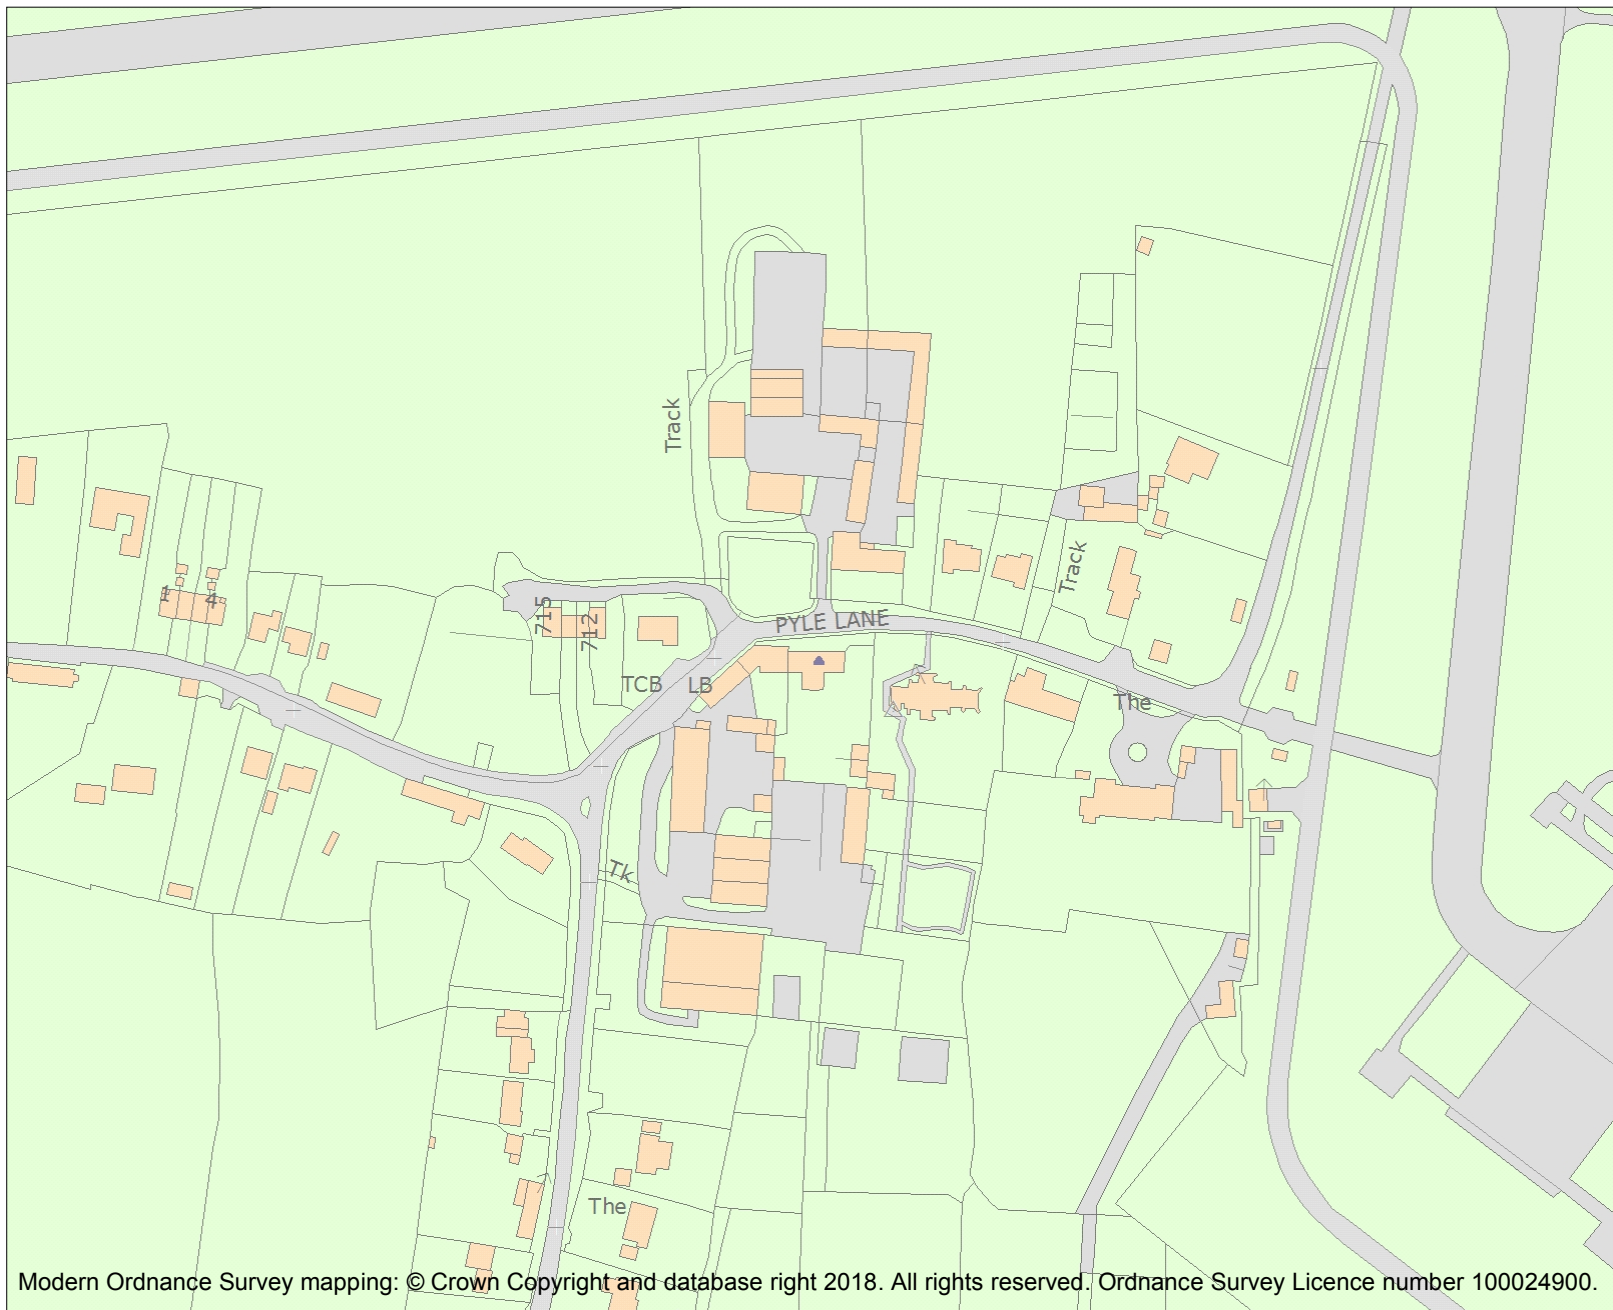 Track
Track
1
4
715
712
PYLE LANE
TCB
LB
The
Tk
The
Modern Ordnance Survey mapping: © Crown Copyright and database right 2018. All rights reserved. Ordnance Survey Licence number 100024900.